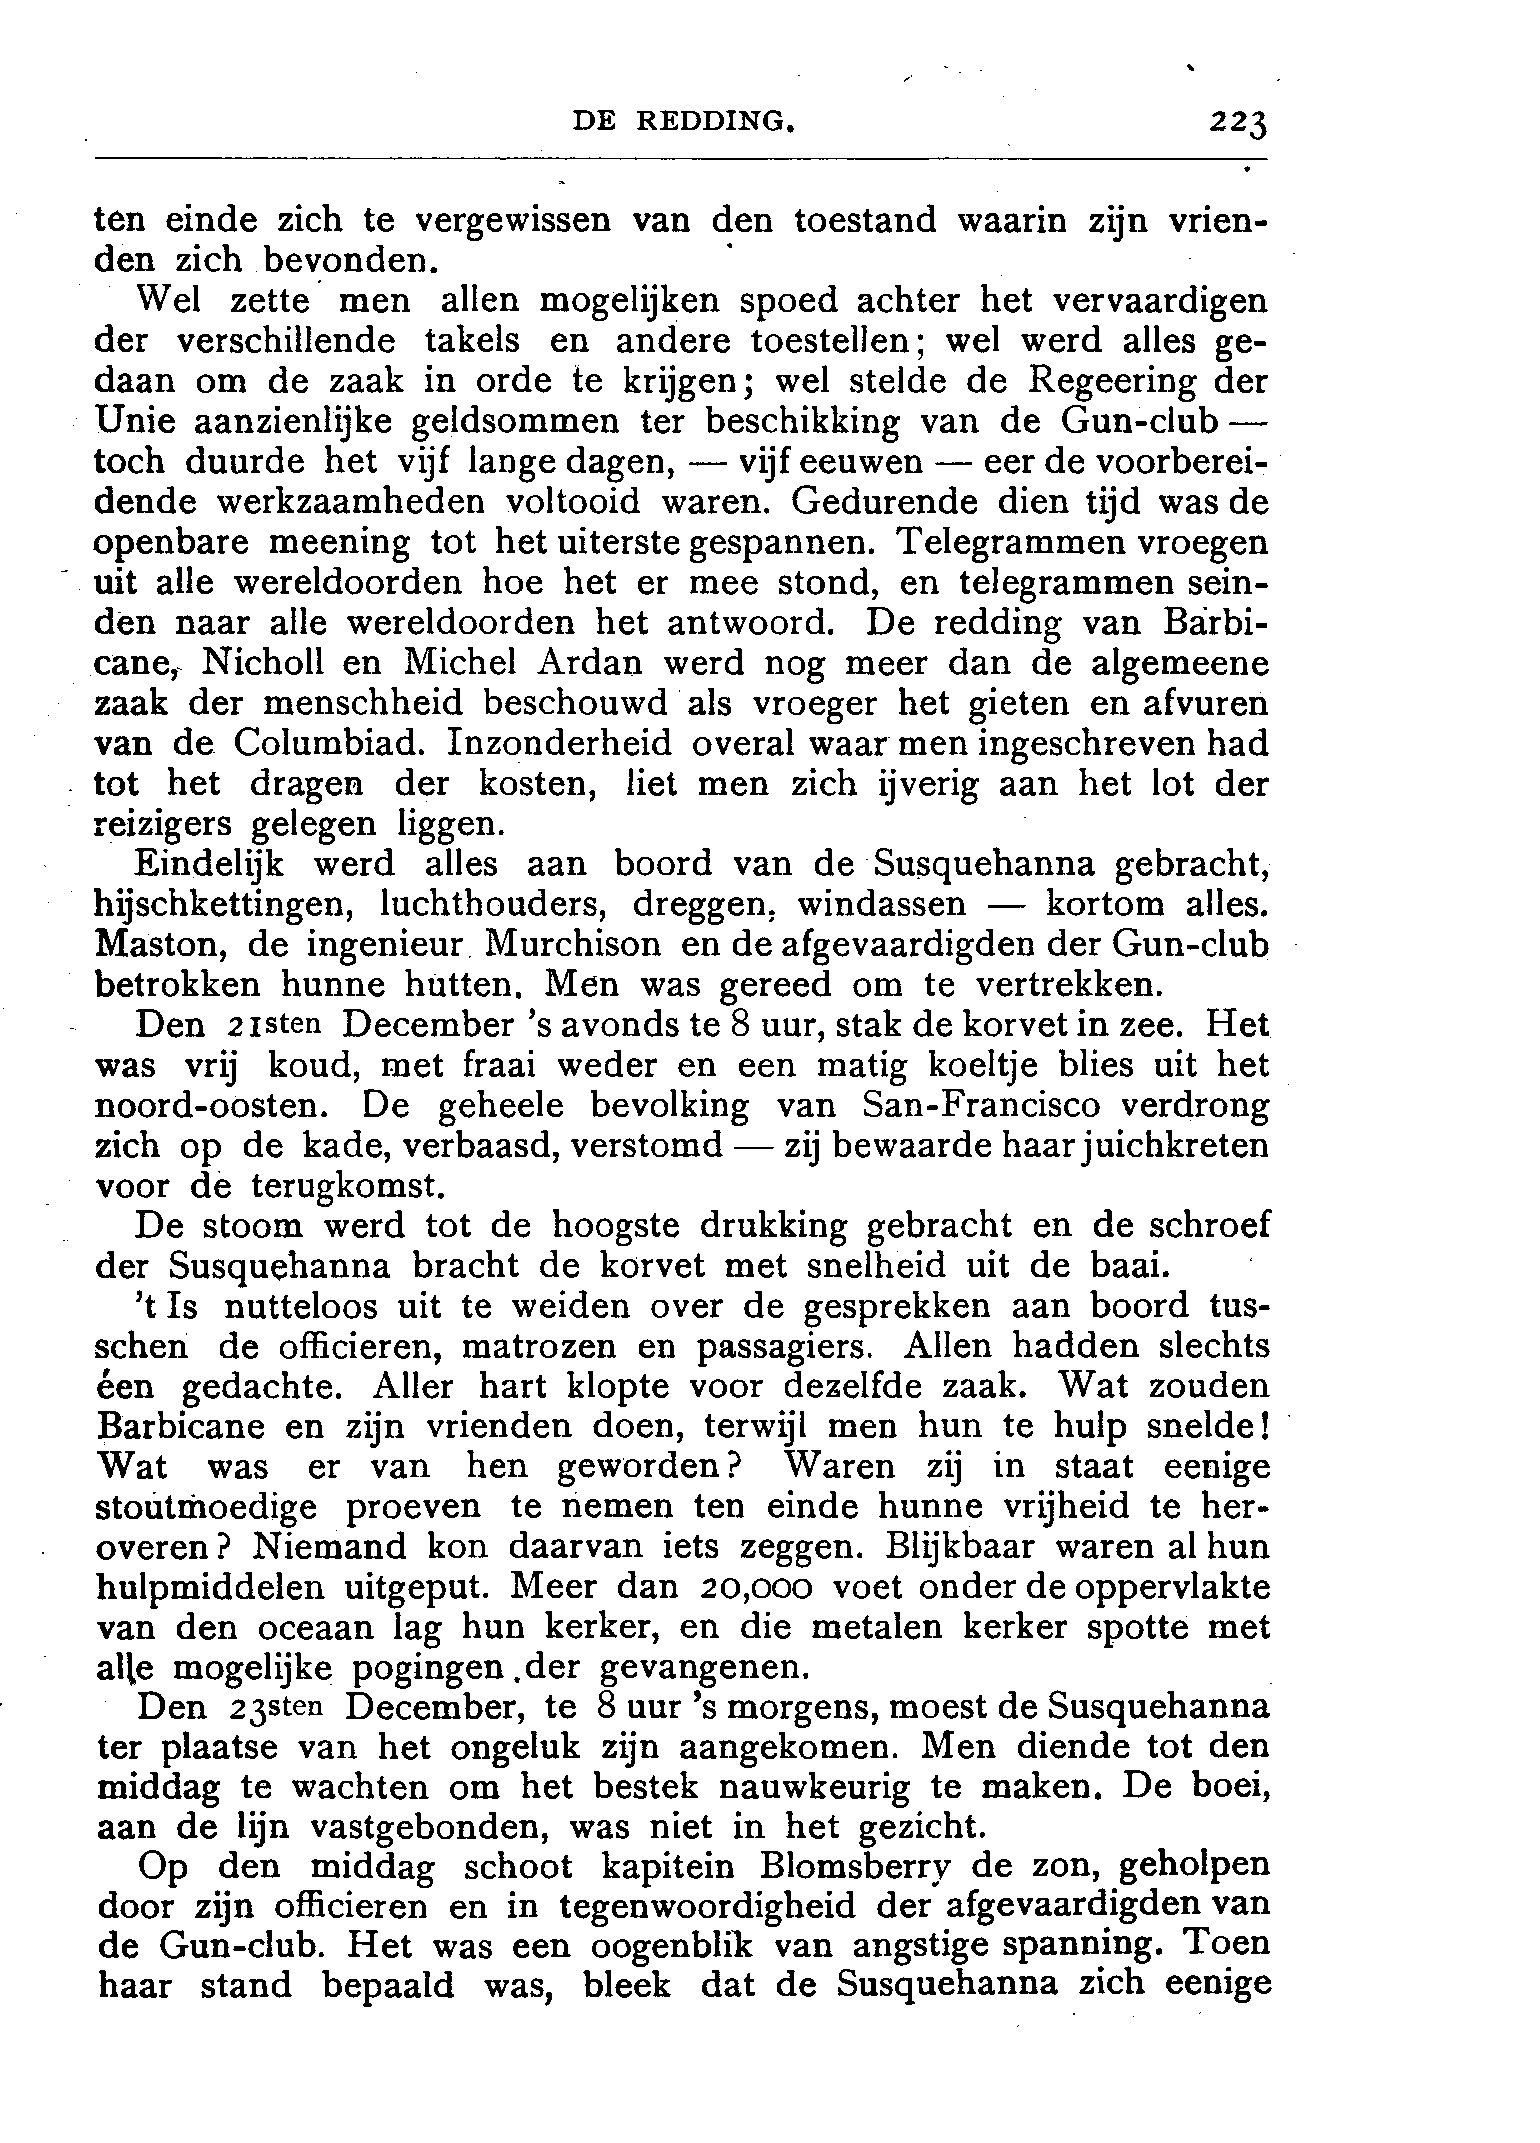 DE REDDING. 223
ten einde zich te vergewissen van den toestand waarin zijn vrien-
den zich bevonden.
Wel zette men allen mogelijken spoed achter het vervaardigen
der verschillende takels en andere toestellen; wel werd alles ge-
daan om de zaak in orde te krijgen; wel stelde de Regeering der
Unie aanzienlijke geldsommen ter beschikking van de Gun-club —
toch duurde het vijf lange dagen, — vijf eeuwen — eer de voorberei-
dende werkzaamheden voltooid waren. Gedurende dien tijd was de
openbare meening tot het uiterste gespannen. Telegrammen vroegen
uit alle wereldoorden hoe het er mee stond, en telegrammen sein-
den naar alle wereldoorden het antwoord. De redding van Barbi-
cane, Nicholl en Michel Ardan werd nog meer dan de algemeene
zaak der menschheid beschouwd als vroeger het gieten en afvuren
van de Columbiad. Inzonderheid overal waar men ingeschreven had
tot het dragen der kosten, liet men zich ijverig aan het lot der
reizigers gelegen liggen.
Eindelijk werd alles aan boord van de Susquehanna gebracht,
hijschkettingen, luchthouders, dreggen, windassen — kortom alles.
Maston, de ingenieur Murchison en de afgevaardigden der Gun-club
betrokken hunne hutten. Men was gereed om te vertrekken.
Den 21sten December 's avonds te 8 uur, stak de korvet in zee. Het
was vrij koud, met fraai weder en een matig koeltje blies uit het
noord-oosten. De geheele bevolking van San-Francisco verdrong
zich op de kade, verbaasd, verstomd — zij bewaarde haar juichkreten
voor de terugkomst.
De stoom werd tot de hoogste drukking gebracht en de schroef
der Susquehanna bracht de korvet met snelheid uit de baai.
't Is nutteloos uit te weiden over de gesprekken aan boord tus-
schen de officieren, matrozen en passagiers. Allen hadden slechts
éen gedachte. Aller hart klopte voor dezelfde zaak. Wat zouden
Barbicane en zijn vrienden doen, terwijl men hun te hulp snelde!
Wat was er van hen geworden? Waren zij in staat eenige
stoutmoedige proeven te nemen ten einde hunne vrijheid te her-
overen? Niemand kon daarvan iets zeggen. Blijkbaar waren al hun
hulpmiddelen uitgeput. Meer dan 20,000 voet onder de oppervlakte
van den oceaan lag hun kerker, en die metalen kerker spotte met
alle mogelijke pogingen der gevangenen.
Den 23sten December, te 8 uur 's morgens, moest de Susquehanna
ter plaatse van het ongeluk zijn aangekomen. Men diende tot den
middag te wachten om het bestek nauwkeurig te maken. De boei,
aan de lijn vastgebonden, was niet in het gezicht.
Op den middag schoot kapitein Blomsberry de zon, geholpen
door zijn officieren en in tegenwoordigheid der afgevaardigden van
de Gun-club. Het was een oogenblik van angstige spanning. Toen
haar stand bepaald was, bleek dat de Susquehanna zich eenige